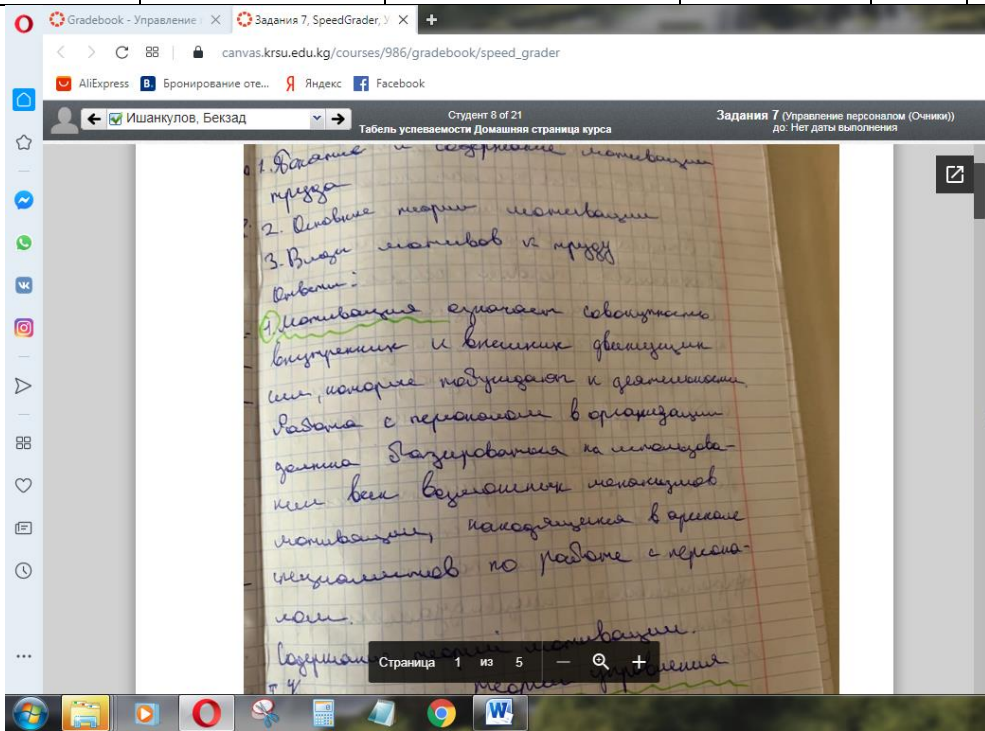 Gradebook - Управление
Задания 7, SpeedGrader, У
canvas.krsu.edu.kg/courses/986/gradebook/speed_grader
AliExpress Бронирование оте... Яндекс Facebook
Ишанкулов, Бекзад
Студент 8 of 21
Табель успеваемости Домашняя страница курса
Задания 7 (Управление персоналом (Очники))
до: Нет даты выполнения
1. и содержание мотивации
труда
2. Основные теории мотивации
3. Виды мотивов к труду
Ответы:
1. Мотивация означает совокупность
внутренних и внешних движущих
сил, которые побуждают к деятельности.
Работа с персоналом в организации
должна базироваться на использова-
нии всех возможных механизмов
мотивации, находящихся в арсенале
специалистов по работе с персона-
лом.
теорий мотивации.
теории управления
Страница 1 из 5